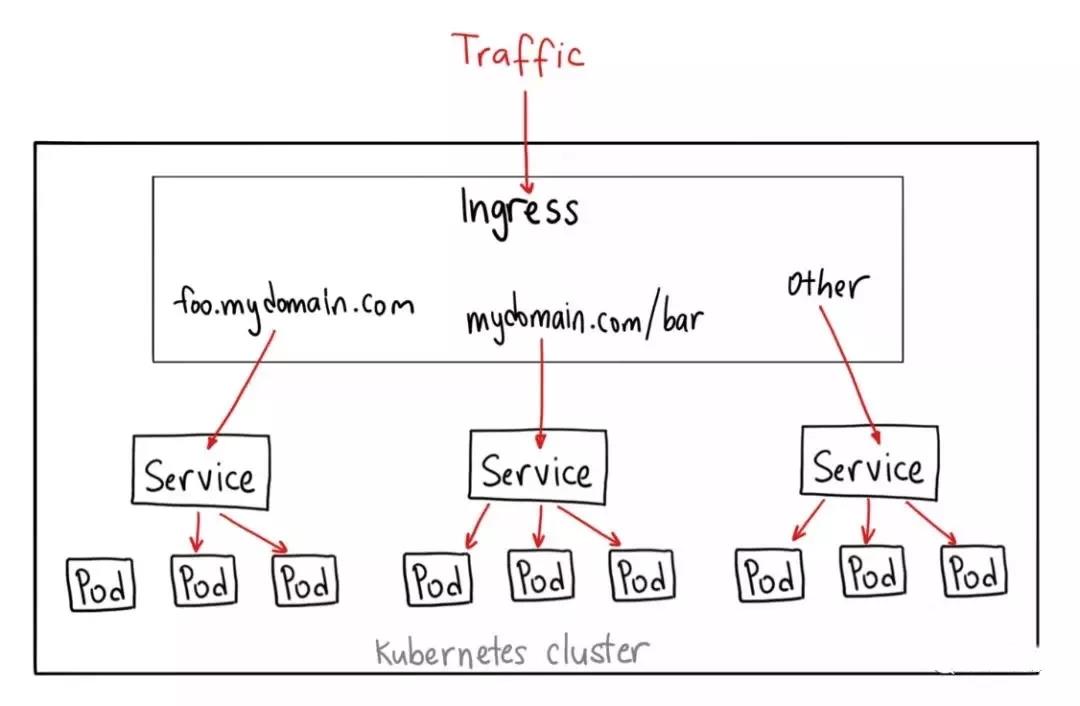 Traffic
Ingress
foo.mydomain.com
mydomain.com/bar
other
Service
Service
Service
Pod
Pod
Pod
Pod
Pod
Pod
Pod
Pod
Pod
Kubernetes cluster